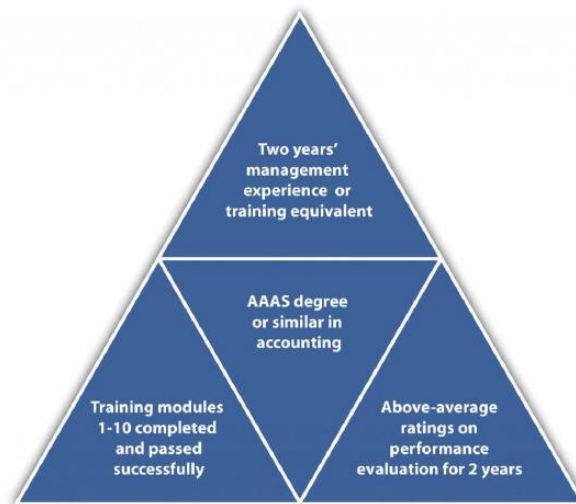 Two years'
management
experience or
training equivalent
AAAS degree
or similar in
accounting
Training modules
1-10 completed
and passed
successfully
Above-average
ratings on
performance
evaluation for 2 years